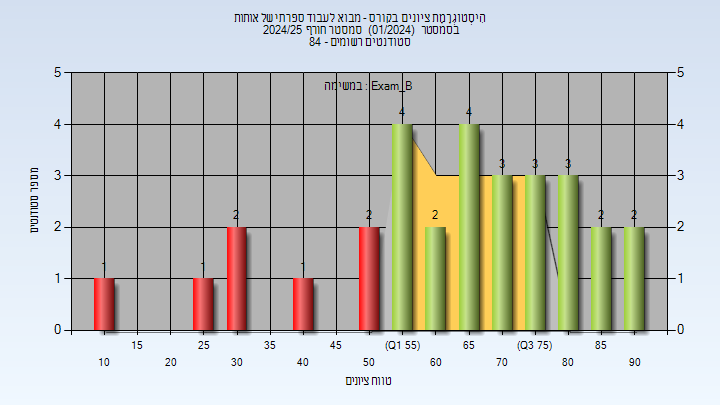 היסטוגרמת ציונים בקורס - מבוא לעבוד ספרתי של אותות
בסמסטר (01/2024) סמסטר חורף 2024/25
סטודנטים רשומים - 84
במשימה : Exam_B
מספר סטודנטים
5 5
4 4
3 3
2 2
1 1
0 0
1 1 2 1 2 4 2 4 3 3 3 2 2
15 25 35 45 (Q1 55) 65 (Q3 75) 85
10 20 30 40 50 60 70 80 90
טווח ציונים